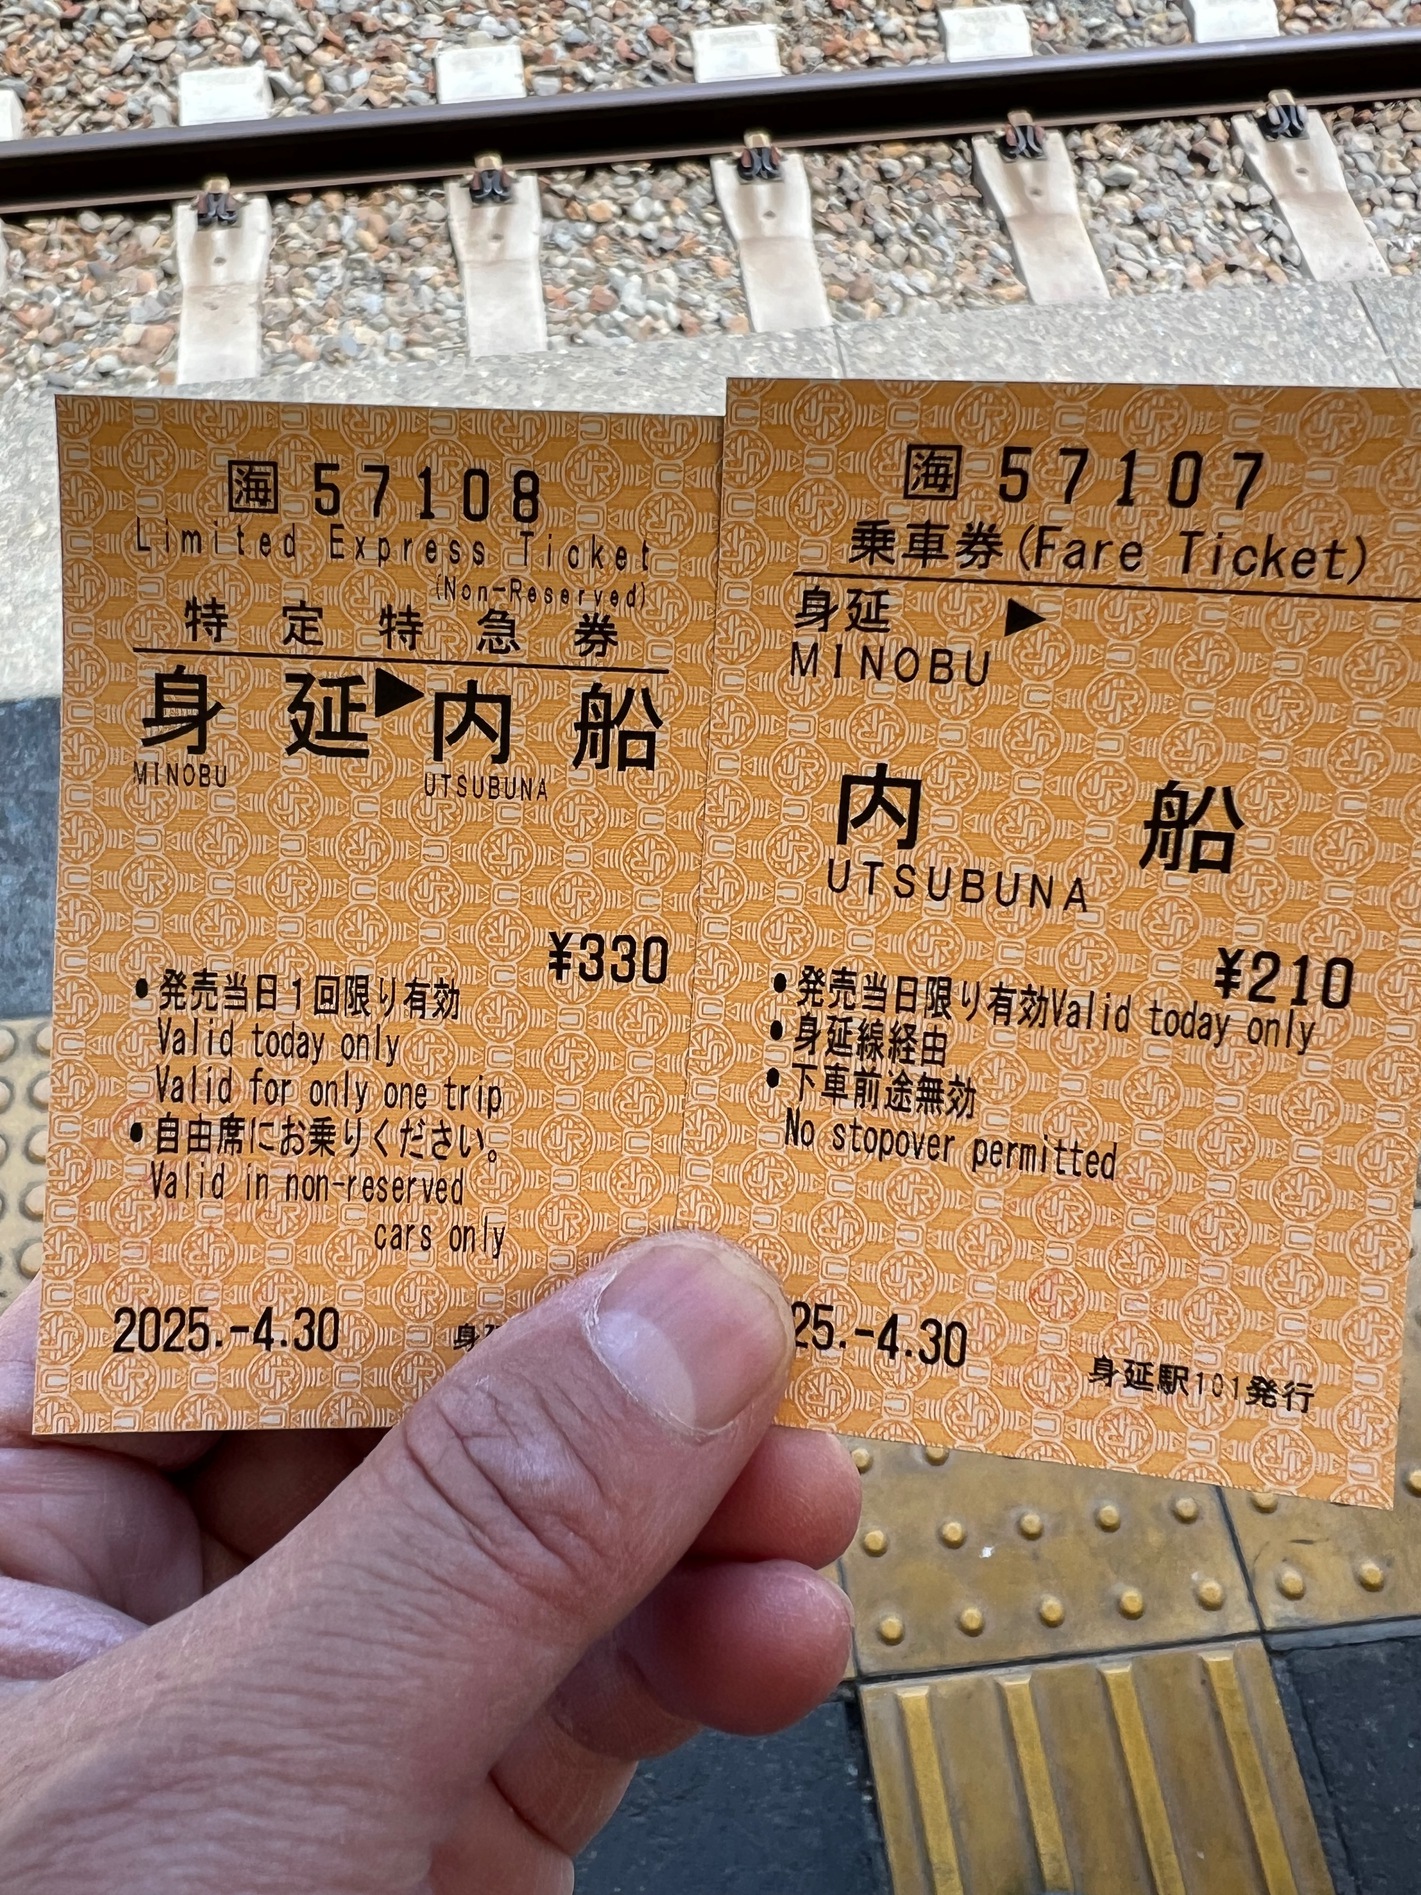 海 57108
Limited Express Ticket
(Non-Reserved)
特定特急券
身延▶内船
MINOBU UTSUBUNA
¥330
●発売当日1回限り有効
Valid today only
Valid for only one trip
●自由席にお乗りください。
Valid in non-reserved
cars only
2025.-4.30 身延
海 57107
乗車券(Fare Ticket)
身延 ▶
MINOBU
内船
UTSUBUNA
¥210
●発売当日限り有効Valid today only
●身延線経由
●下車前途無効
No stopover permitted
25.-4.30
身延駅101発行